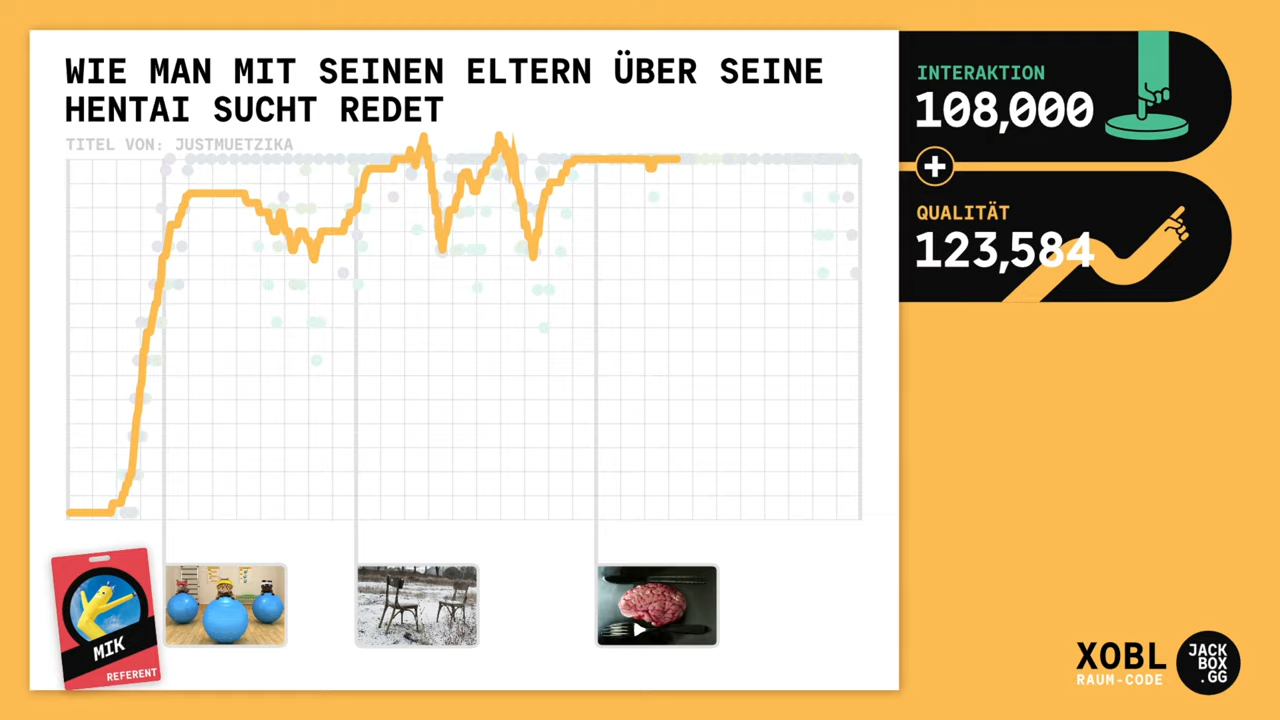 WIE MAN MIT SEINEN ELTERN ÜBER SEINE
HENTAI SUCHT REDET
TITEL VON: JUSTMUETZIKA
INTERAKTION
108,000
+
QUALITÄT
123,584
MIK
REFERENT
XOBL
RAUM-CODE
JACK
BOX
.GG